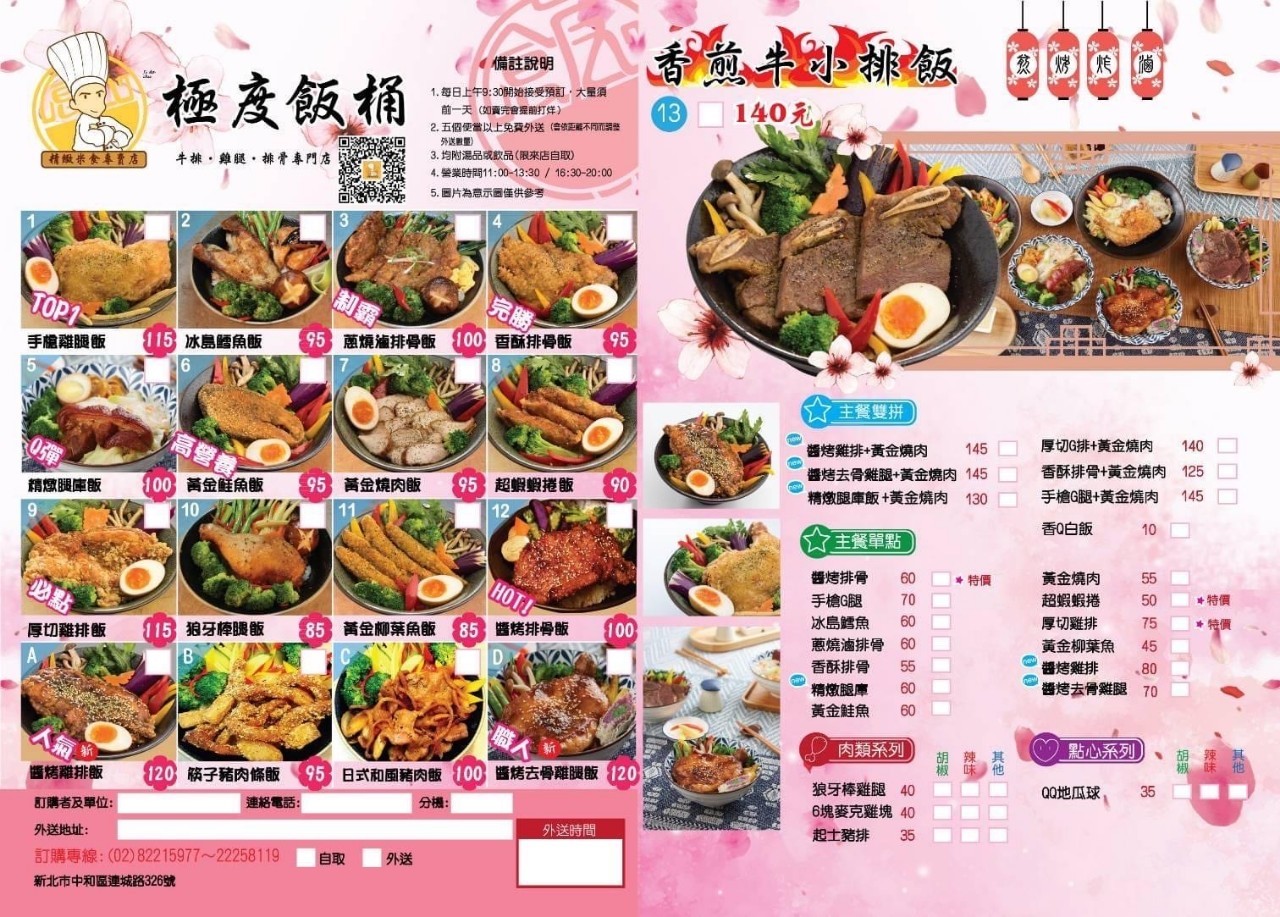 極度飯桶
精緻米食專賣店
牛排·雞腿·排骨專門店
備註說明
1.每日上午9:30開始接受預訂,大量須
前一天(如賣完會提前打佯)
2.五個便當以上免費外送(會依距離不同而調整
外送數量)
3.均附湯品或飲品(限來店自取)
4.營業時間11:00-13:30 / 16:30-20:00
5.圖片為意示圖僅供參考
1
TOP1
手槍雞腿飯 115
2
冰島鱈魚飯 95
3
制霸
蔥燒滷排骨飯 100
4
完勝
香酥排骨飯 95
5
Q彈
精燉腿庫飯 100
6
高營養
黃金鮭魚飯 95
7
黃金燒肉飯 95
8
超蝦蝦捲飯 90
9
必點
厚切雞排飯 115
10
狼牙棒腿飯 85
11
黃金柳葉魚飯 85
12
HOT!
醬烤排骨飯 100
A
人氣 新
醬烤雞排飯 120
B
筷子豬肉條飯 95
C
日式和風豬肉飯 100
D
職人 新
醬烤去骨雞腿飯 120
訂購者及單位: 連絡電話: 分機:
外送地址:
外送時間
訂購專線:(02)82215977~22258119 自取 外送
新北市中和區連城路326號
香煎牛小排飯
13 140元
煎 烤 炸 滷
主餐雙拼
new 醬烤雞排+黃金燒肉 145
new 醬烤去骨雞腿+黃金燒肉 145
new 精燉腿庫飯+黃金燒肉 130
厚切G排+黃金燒肉 140
香酥排骨+黃金燒肉 125
手槍G腿+黃金燒肉 145
香Q白飯 10
主餐單點
醬烤排骨 60 特價
手槍G腿 70
冰島鱈魚 60
蔥燒滷排骨 60
香酥排骨 55
new 精燉腿庫 60
黃金鮭魚 60
黃金燒肉 55
超蝦蝦捲 50 特價
厚切雞排 75 特價
黃金柳葉魚 45
new 醬烤雞排 80
new 醬烤去骨雞腿 70
肉類系列 胡椒 辣味 其他
狼牙棒雞腿 40
6塊麥克雞塊 40
起士豬排 35
點心系列 胡椒 辣味 其他
QQ地瓜球 35